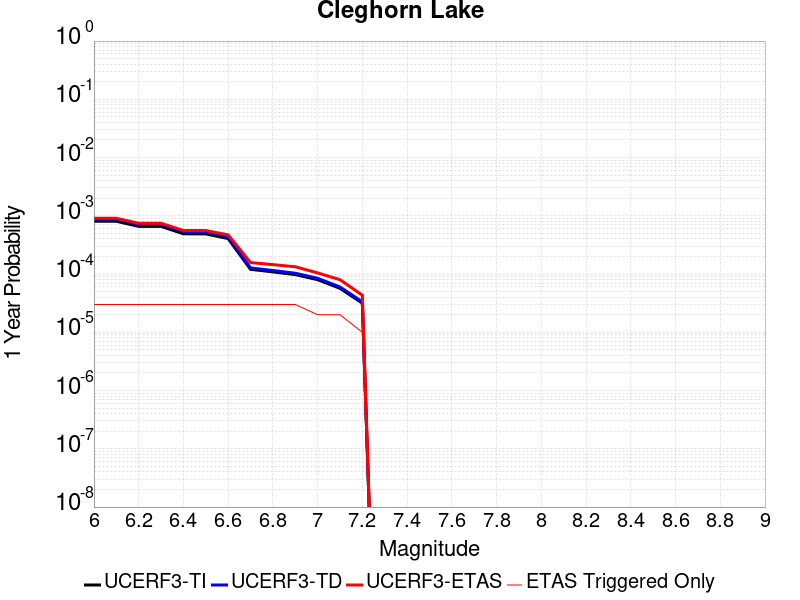 Cleghorn Lake
10^0
10^-1
10^-2
10^-3
10^-4
10^-5
10^-6
10^-7
10^-8
1 Year Probability
6 6.2 6.4 6.6 6.8 7 7.2 7.4 7.6 7.8 8 8.2 8.4 8.6 8.8 9
Magnitude
UCERF3-TI UCERF3-TD UCERF3-ETAS ETAS Triggered Only